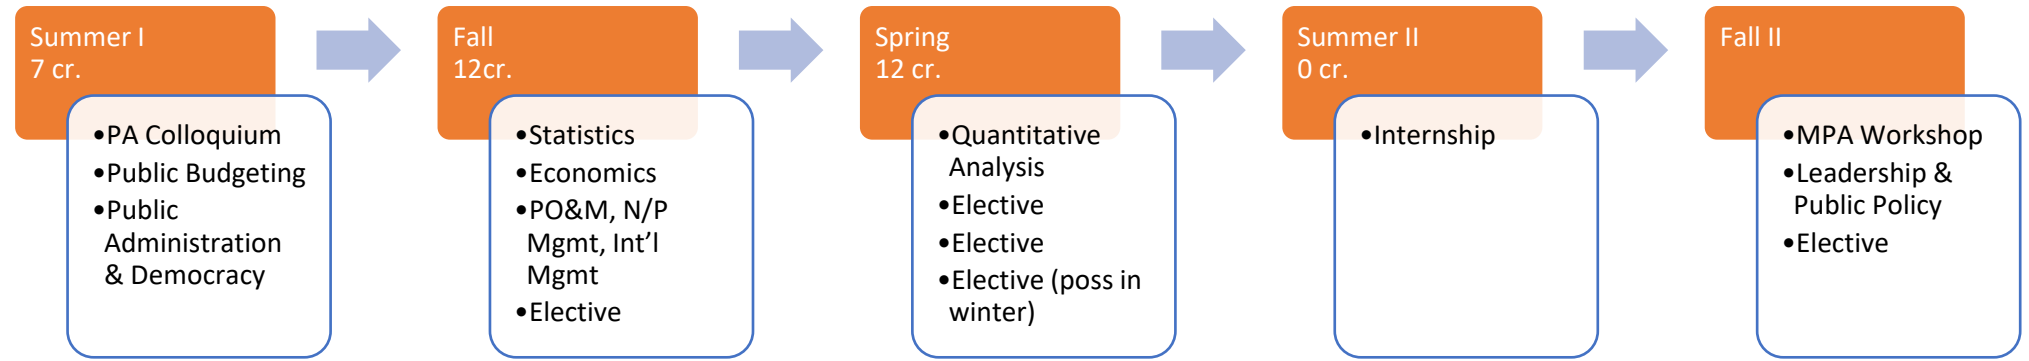 Summer I
7 cr.
•PA Colloquium
•Public Budgeting
•Public
Administration
& Democracy
Fall
12cr.
•Statistics
•Economics
•PO&M, N/P
Mgmt, Int’l
Mgmt
•Elective
Spring
12 cr.
•Quantitative
Analysis
•Elective
•Elective
•Elective (poss in
winter)
Summer II
0 cr.
•Internship
Fall II
•MPA Workshop
•Leadership &
Public Policy
•Elective